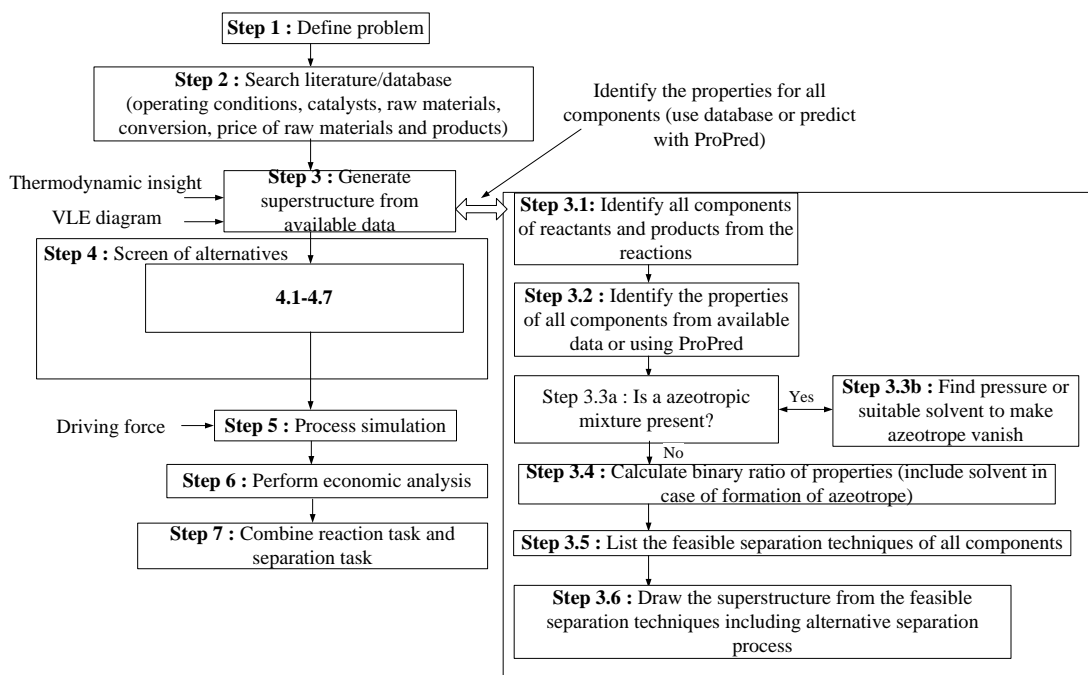 Step 1 : Define problem
Step 2 : Search literature/database
(operating conditions, catalysts, raw materials,
conversion, price of raw materials and products)
Identify the properties for all
components (use database or predict
with ProPred)
Thermodynamic insight
VLE diagram
Step 3 : Generate
superstructure from
available data
Step 4 : Screen of alternatives
4.1-4.7
Driving force
Step 5 : Process simulation
Step 6 : Perform economic analysis
Step 7 : Combine reaction task and
separation task
Step 3.1: Identify all components
of reactants and products from the
reactions
Step 3.2 : Identify the properties
of all components from available
data or using ProPred
Step 3.3a : Is a azeotropic
mixture present?
Yes
Step 3.3b : Find pressure or
suitable solvent to make
azeotrope vanish
No
Step 3.4 : Calculate binary ratio of properties (include solvent in
case of formation of azeotrope)
Step 3.5 : List the feasible separation techniques of all components
Step 3.6 : Draw the superstructure from the feasible
separation techniques including alternative separation
process